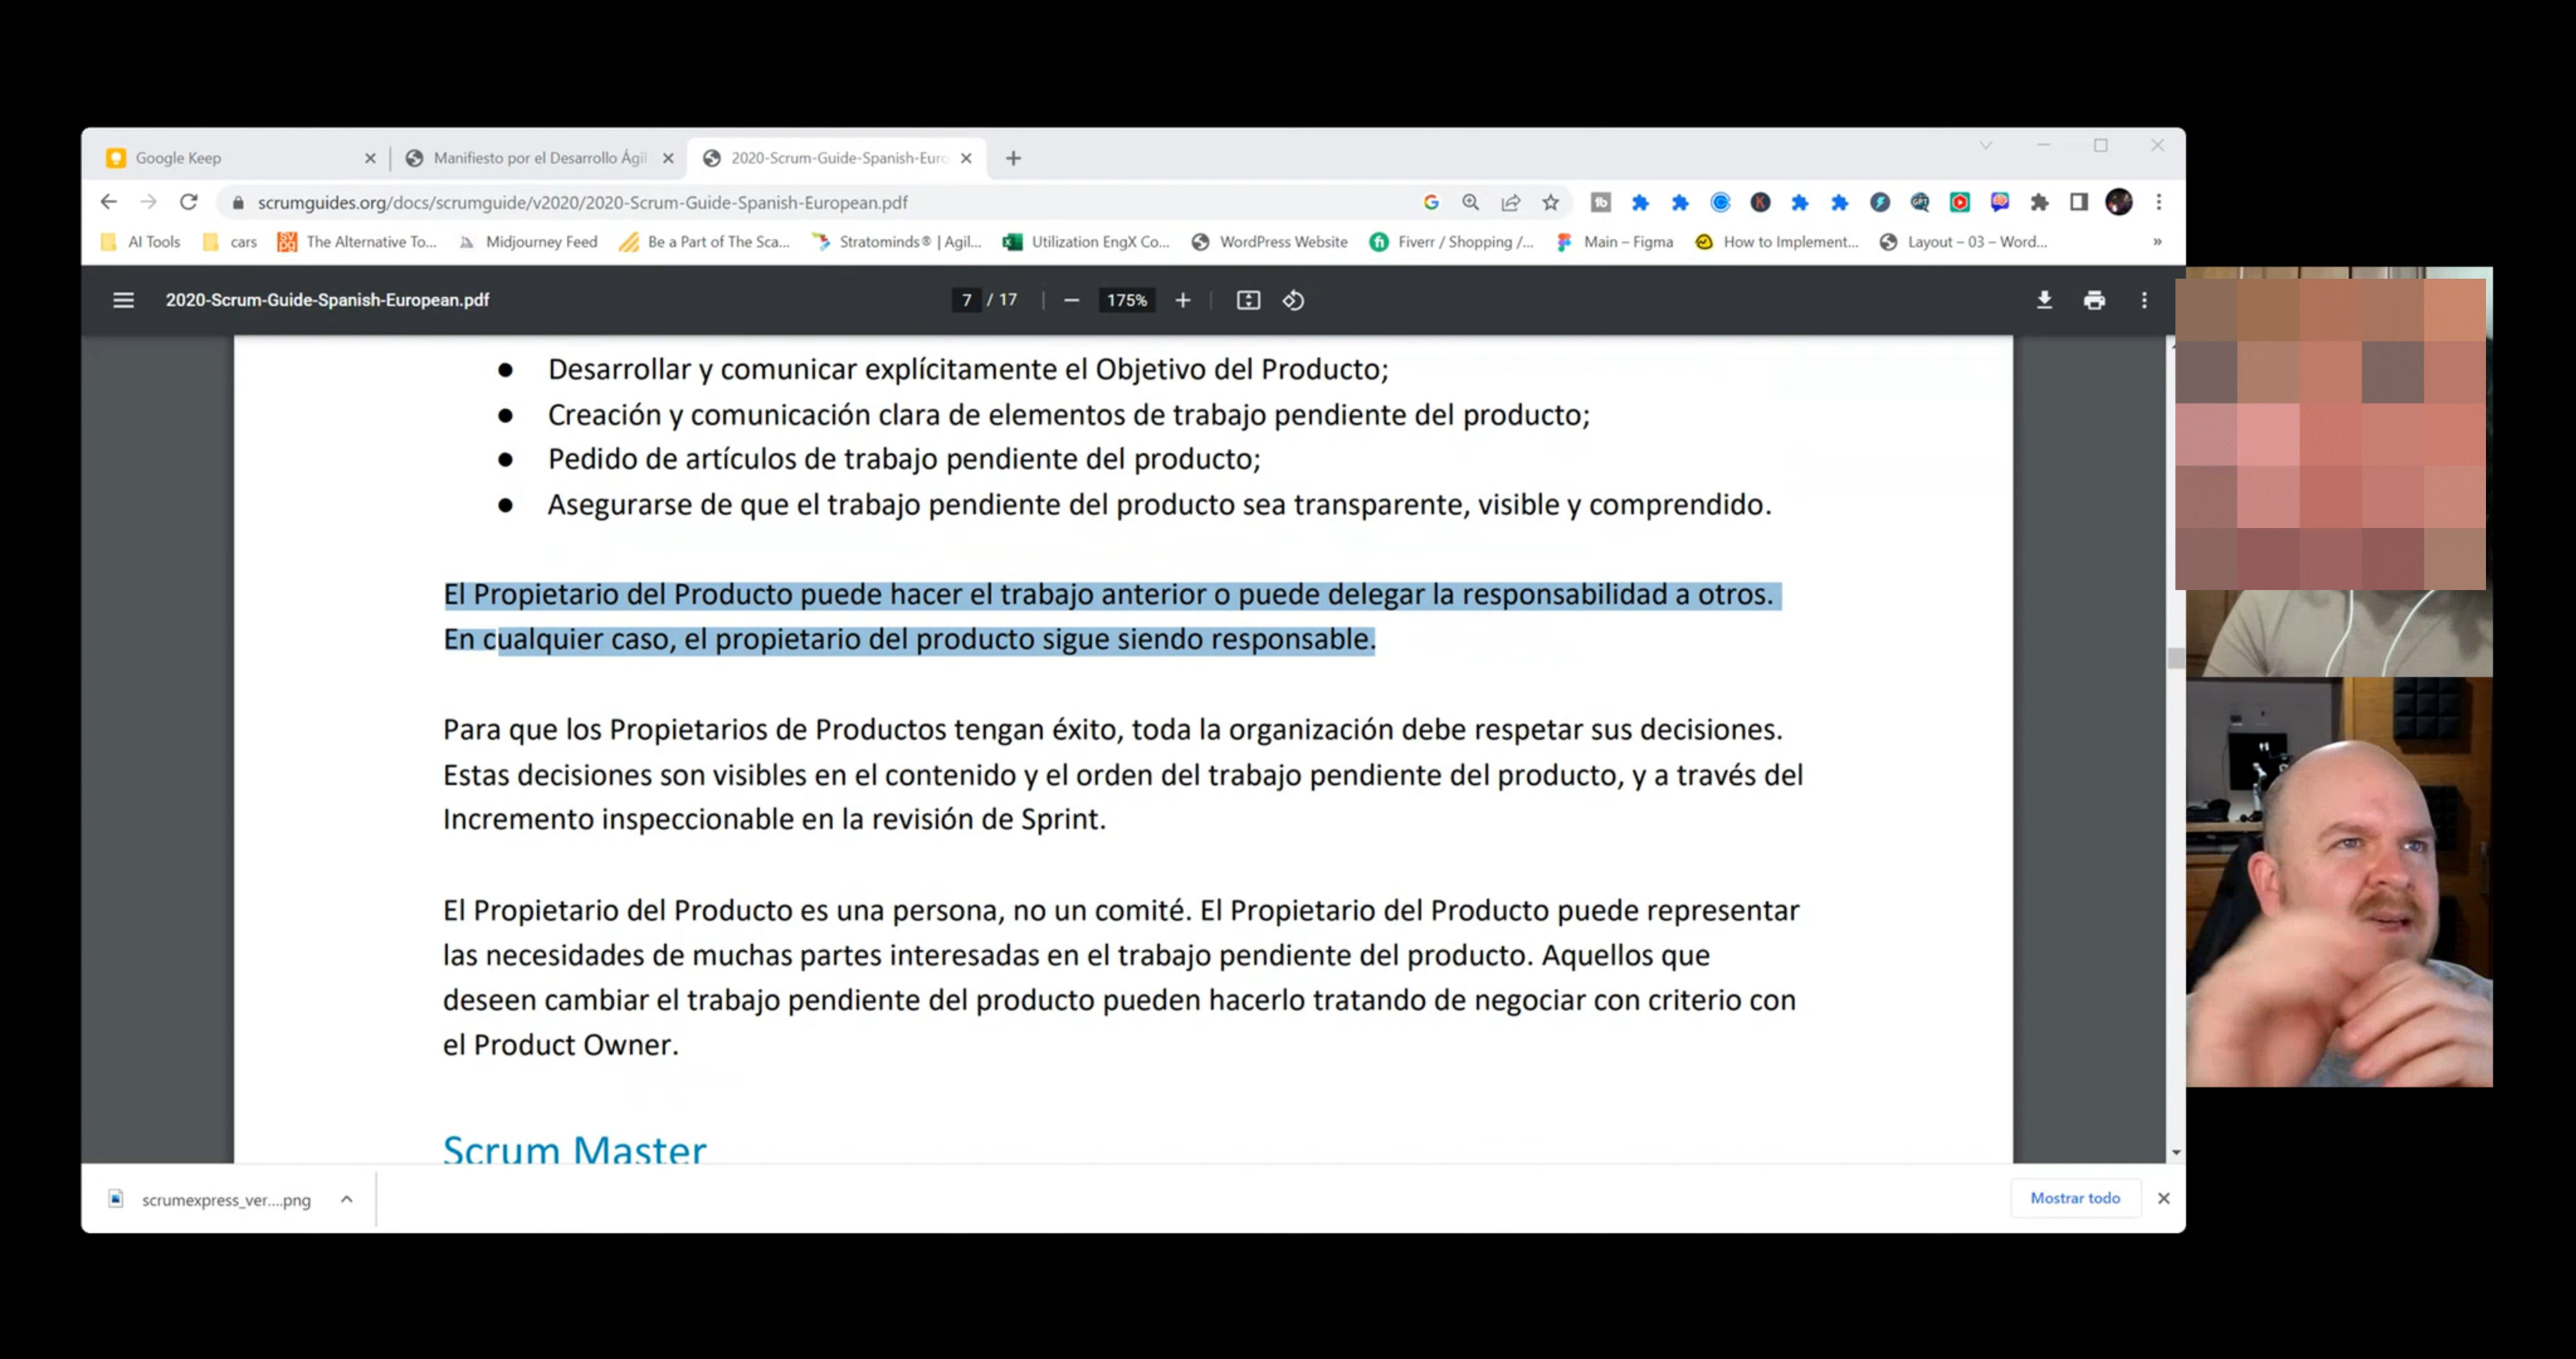 Google Keep
Manifiesto por el Desarrollo Ágil
2020-Scrum-Guide-Spanish-Euro
scrumguides.org/docs/scrumguide/v2020/2020-Scrum-Guide-Spanish-European.pdf
AI Tools
cars
The Alternative To...
Midjourney Feed
Be a Part of The Sca...
Stratominds® | Agil...
Utilization EngX Co...
WordPress Website
Fiverr / Shopping /...
Main – Figma
How to Implement...
Layout – 03 – Word...
»
2020-Scrum-Guide-Spanish-European.pdf
7 / 17
175%
● Desarrollar y comunicar explícitamente el Objetivo del Producto;
● Creación y comunicación clara de elementos de trabajo pendiente del producto;
● Pedido de artículos de trabajo pendiente del producto;
● Asegurarse de que el trabajo pendiente del producto sea transparente, visible y comprendido.
El Propietario del Producto puede hacer el trabajo anterior o puede delegar la responsabilidad a otros.
En cualquier caso, el propietario del producto sigue siendo responsable.
Para que los Propietarios de Productos tengan éxito, toda la organización debe respetar sus decisiones.
Estas decisiones son visibles en el contenido y el orden del trabajo pendiente del producto, y a través del
Incremento inspeccionable en la revisión de Sprint.
El Propietario del Producto es una persona, no un comité. El Propietario del Producto puede representar
las necesidades de muchas partes interesadas en el trabajo pendiente del producto. Aquellos que
deseen cambiar el trabajo pendiente del producto pueden hacerlo tratando de negociar con criterio con
el Product Owner.
Scrum Master
scrumexpress_ver....png
Mostrar todo